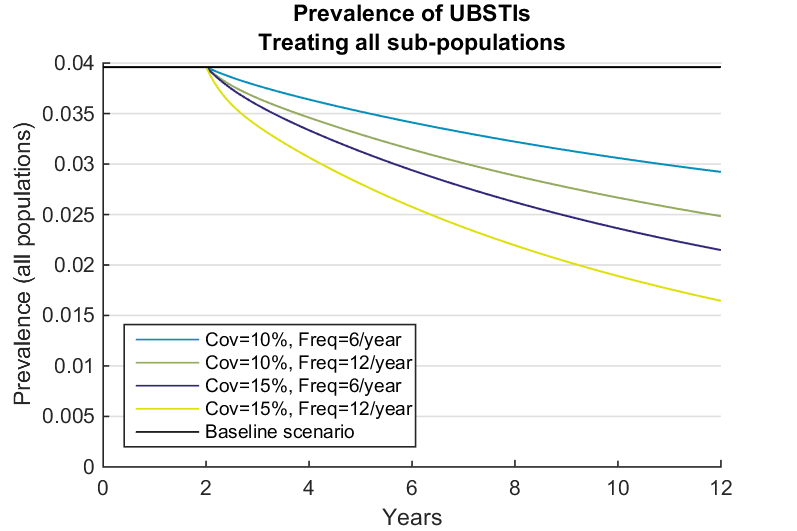 Prevalence of UBSTIs
Treating all sub-populations
Prevalence (all populations)
0.04
0.035
0.03
0.025
0.02
0.015
0.01
0.005
0
Cov=10%, Freq=6/year
Cov=10%, Freq=12/year
Cov=15%, Freq=6/year
Cov=15%, Freq=12/year
Baseline scenario
0 2 4 6 8 10 12
Years